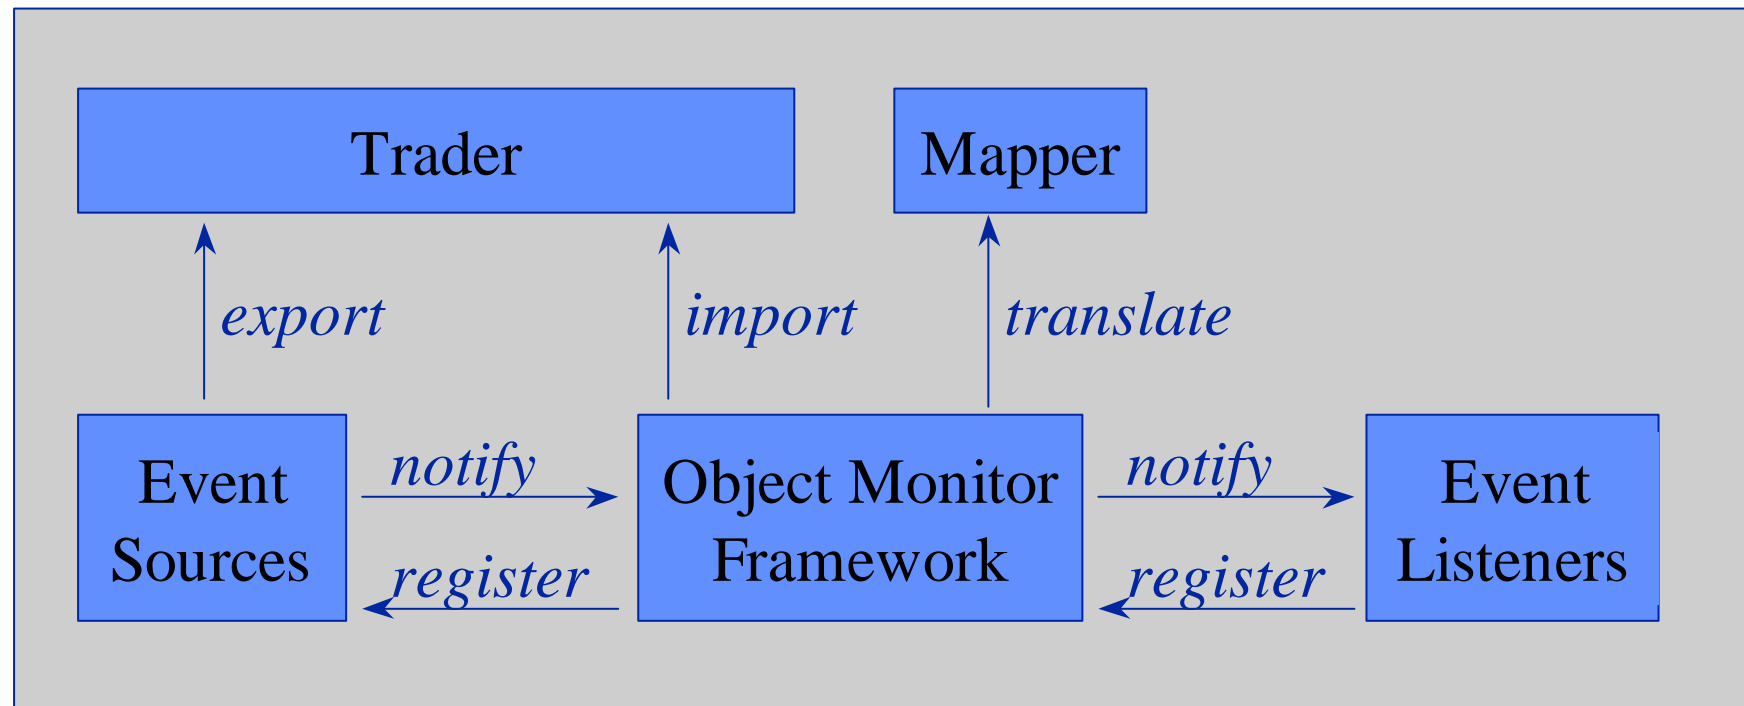 Trader
Mapper
export
import
translate
Event
Sources
notify
register
Object Monitor
Framework
notify
register
Event
Listeners